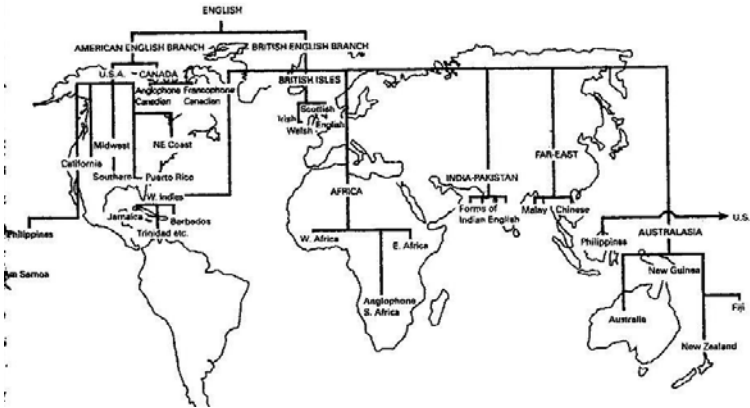 ENGLISH
AMERICAN ENGLISH BRANCH
BRITISH ENGLISH BRANCH
U.S.A.
CANADA
BRITISH ISLES
Anglophone
Canadien
Francophone
Canadien
Scottish
Irish
English
Welsh
Midwest
NE Coast
California
FAR-EAST
Southern
Puerto Rico
AFRICA
INDIA-PAKISTAN
W. Indies
Forms of
Indian English
Malay
Chinese
Jamaica
Barbados
Trinidad etc.
Philippines
U.S.
AUSTRALASIA
W. Africa
E. Africa
Philippines
New Guinea
Samoa
Anglophone
S. Africa
Fiji
Australia
New Zealand